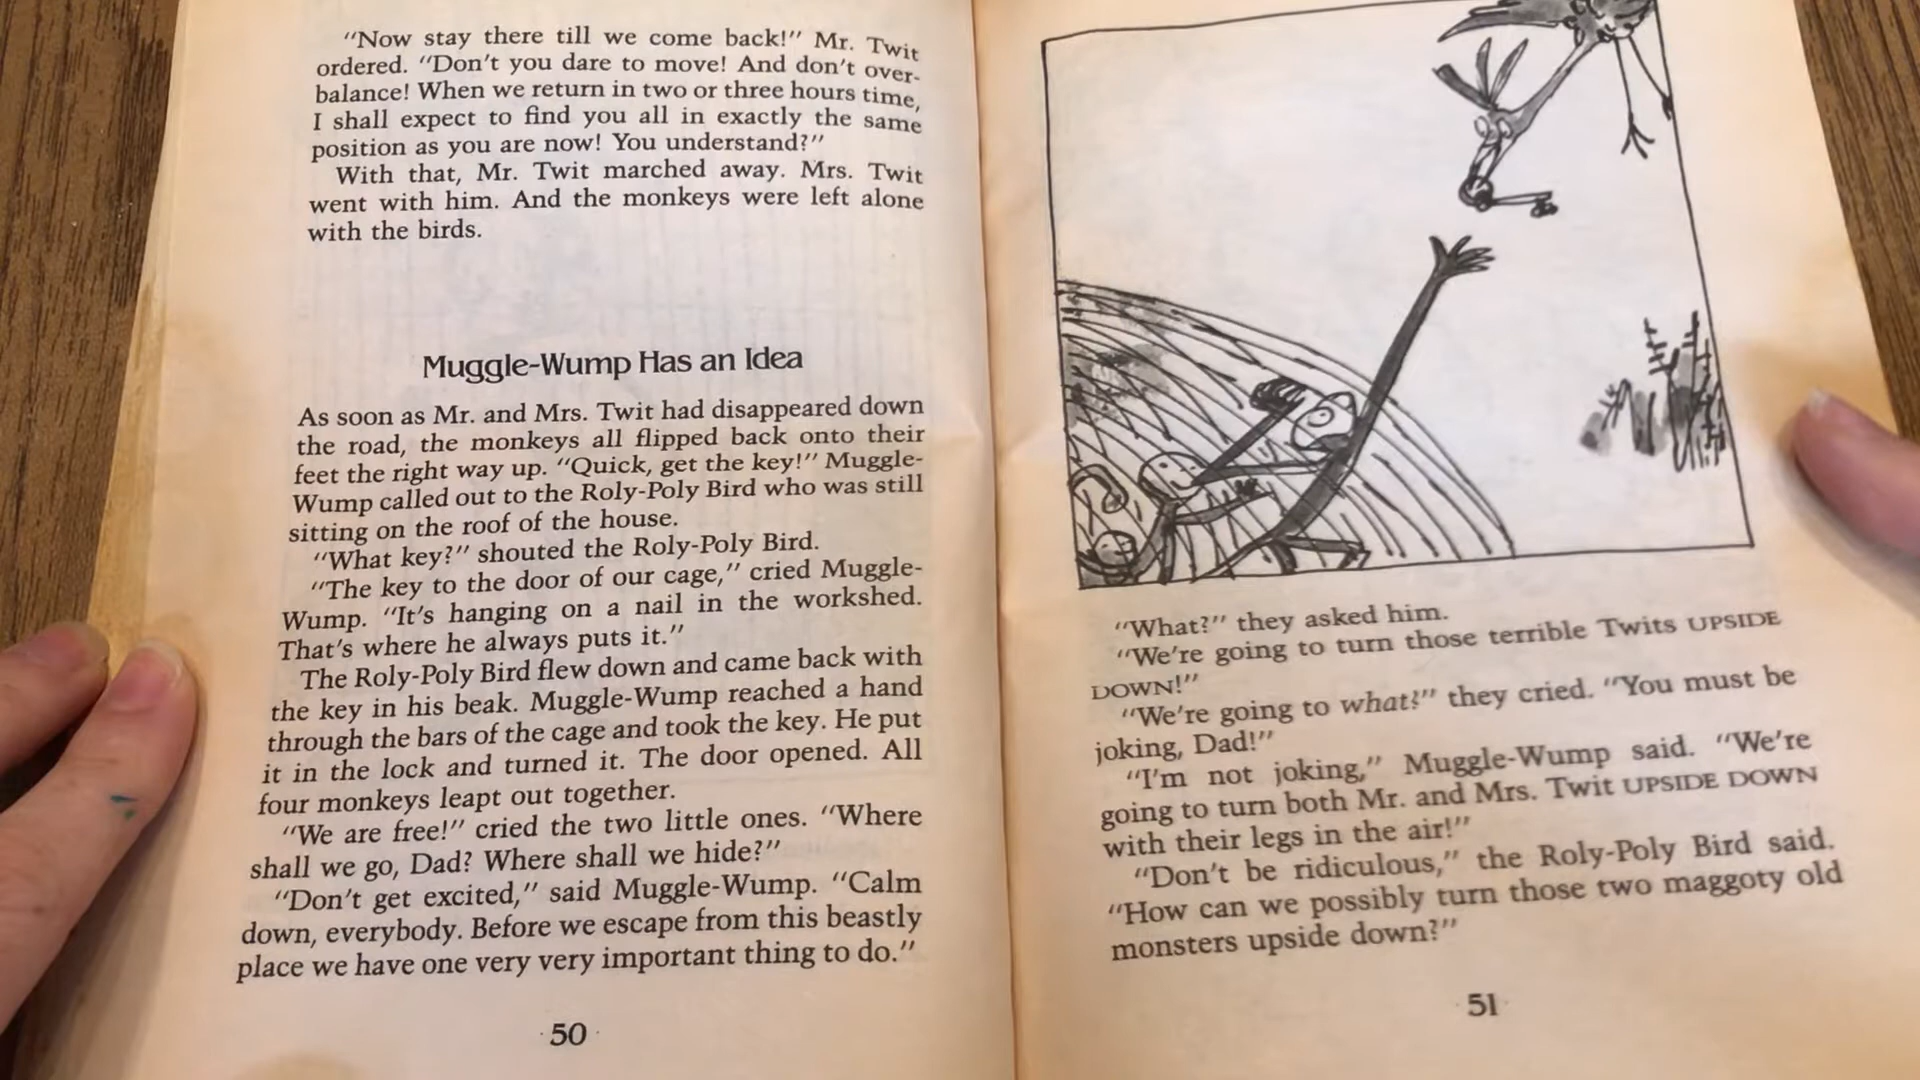 “Now stay there till we come back!” Mr. Twit
ordered. “Don't you dare to move! And don't over-
balance! When we return in two or three hours time,
I shall expect to find you all in exactly the same
position as you are now! You understand?”
With that, Mr. Twit marched away. Mrs. Twit
went with him. And the monkeys were left alone
with the birds.
Muggle-Wump Has an Idea
As soon as Mr. and Mrs. Twit had disappeared down
the road, the monkeys all flipped back onto their
feet the right way up. “Quick, get the key!” Muggle-
Wump called out to the Roly-Poly Bird who was still
sitting on the roof of the house.
“What key?” shouted the Roly-Poly Bird.
“The key to the door of our cage,” cried Muggle-
Wump. “It's hanging on a nail in the workshed.
That's where he always puts it.”
The Roly-Poly Bird flew down and came back with
the key in his beak. Muggle-Wump reached a hand
through the bars of the cage and took the key. He put
it in the lock and turned it. The door opened. All
four monkeys leapt out together.
“We are free!” cried the two little ones. “Where
shall we go, Dad? Where shall we hide?”
“Don't get excited,” said Muggle-Wump. “Calm
down, everybody. Before we escape from this beastly
place we have one very very important thing to do.”
· 50 ·
“What?” they asked him.
“We're going to turn those terrible Twits UPSIDE
DOWN!”
“We're going to what?” they cried. “You must be
joking, Dad!”
“I'm not joking,” Muggle-Wump said. “We're
going to turn both Mr. and Mrs. Twit UPSIDE DOWN
with their legs in the air!”
“Don't be ridiculous,” the Roly-Poly Bird said.
“How can we possibly turn those two maggoty old
monsters upside down?”
· 51 ·